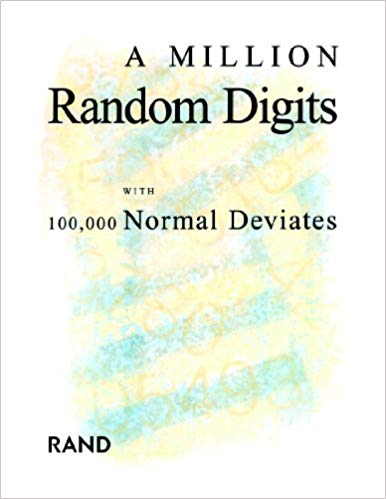 A MILLION
Random Digits
WITH
100,000 Normal Deviates
RAND